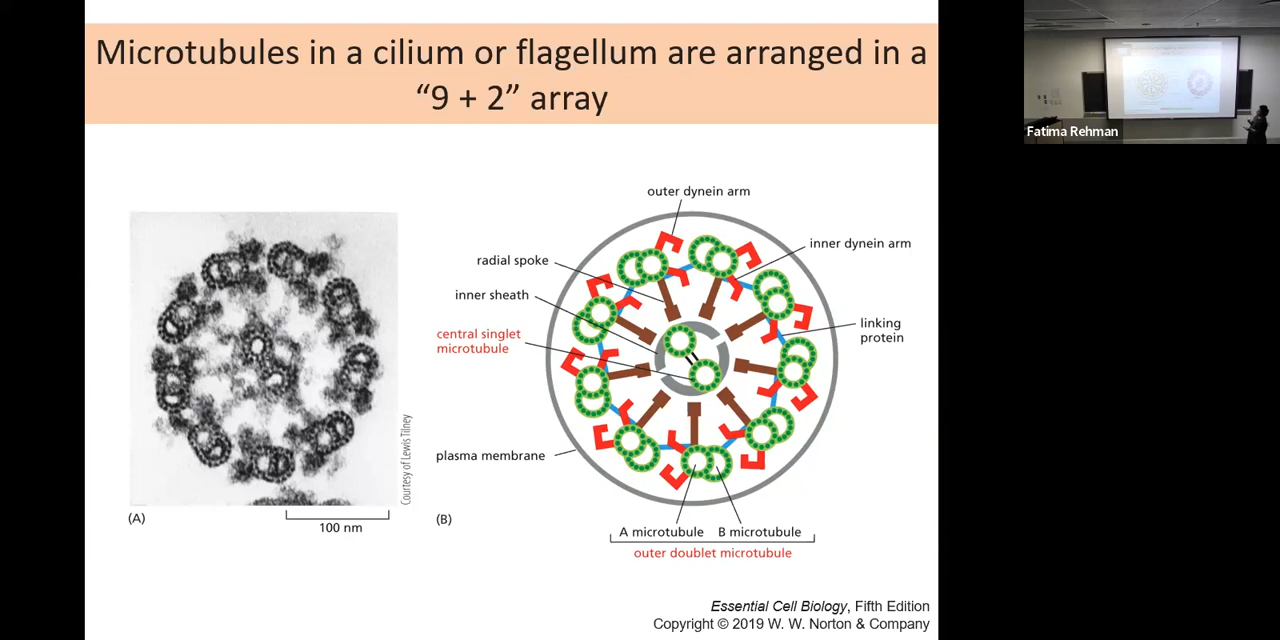 Microtubules in a cilium or flagellum are arranged in a
“9 + 2” array
Fatima Rehman
outer dynein arm
inner dynein arm
radial spoke
inner sheath
central singlet
microtubule
linking
protein
plasma membrane
Courtesy of Lewis Tilney
(A)
100 nm
(B)
A microtubule
B microtubule
outer doublet microtubule
Essential Cell Biology, Fifth Edition
Copyright © 2019 W. W. Norton & Company